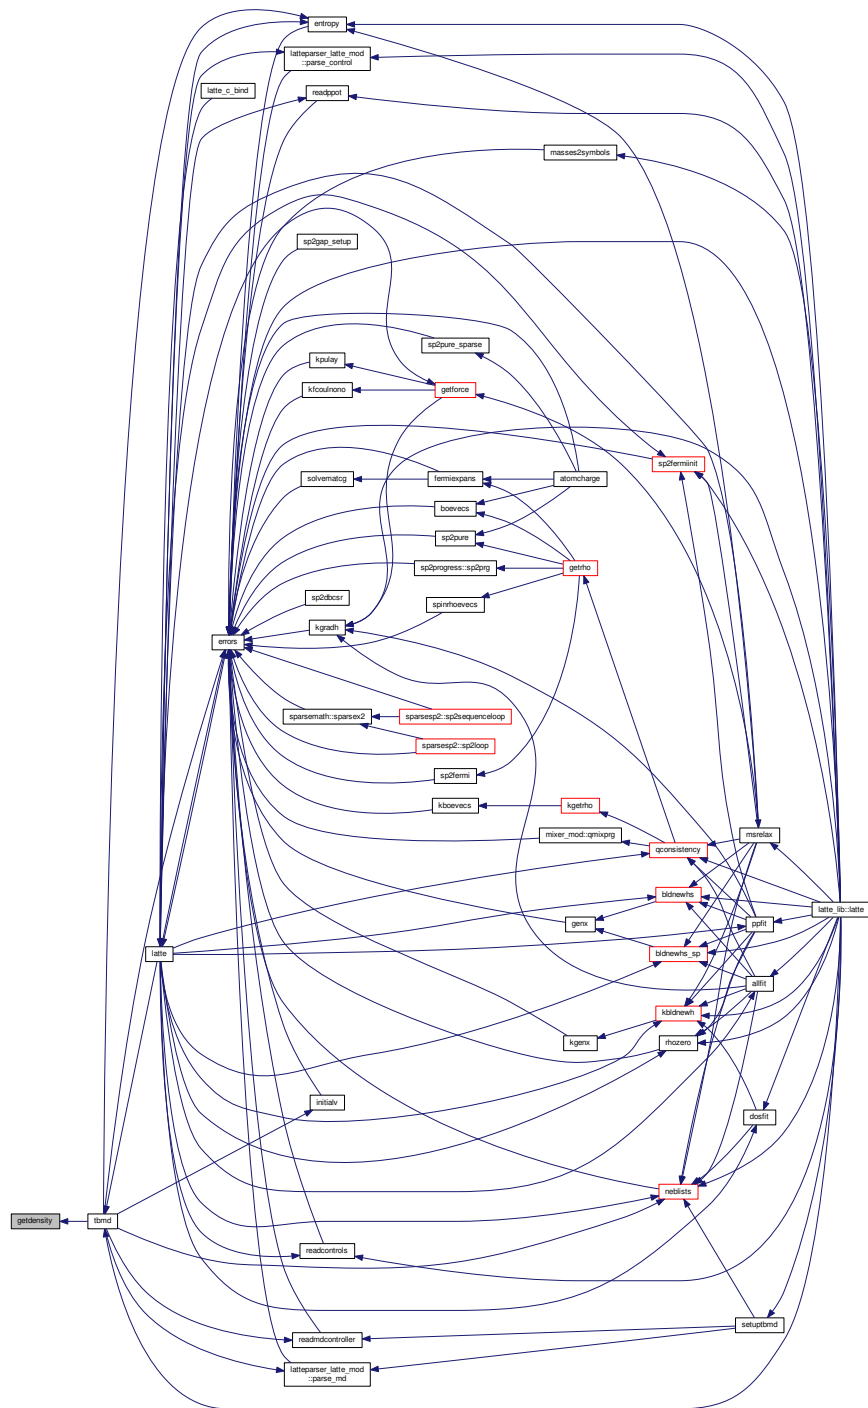 entropy
latteparser_latte_mod
::parse_control
latte_c_bind
readppot
masses2symbols
sp2gap_setup
sp2pure_sparse
kpulay
kfcoulnono
getforce
sp2fermiinit
solvematcg
fermiexpans
atomcharge
boevecs
sp2pure
sp2progress::sp2prg
getrho
sp2dbcsr
spinrhoevecs
kgradh
errors
sparsemath::sparsex2
sparsesp2::sp2sequenceloop
sparsesp2::sp2loop
sp2fermi
kboevecs
kgetrho
mixer_mod::qmixprg
msrelax
qconsistency
bldnewhs
latte_lib::latte
genx
ppfit
latte
bldnewhs_sp
allfit
kbldnewh
kgenx
rhozero
initialv
dosfit
neblists
getdensity
tbmd
readcontrols
setuptbmd
readmdcontroller
latteparser_latte_mod
::parse_md